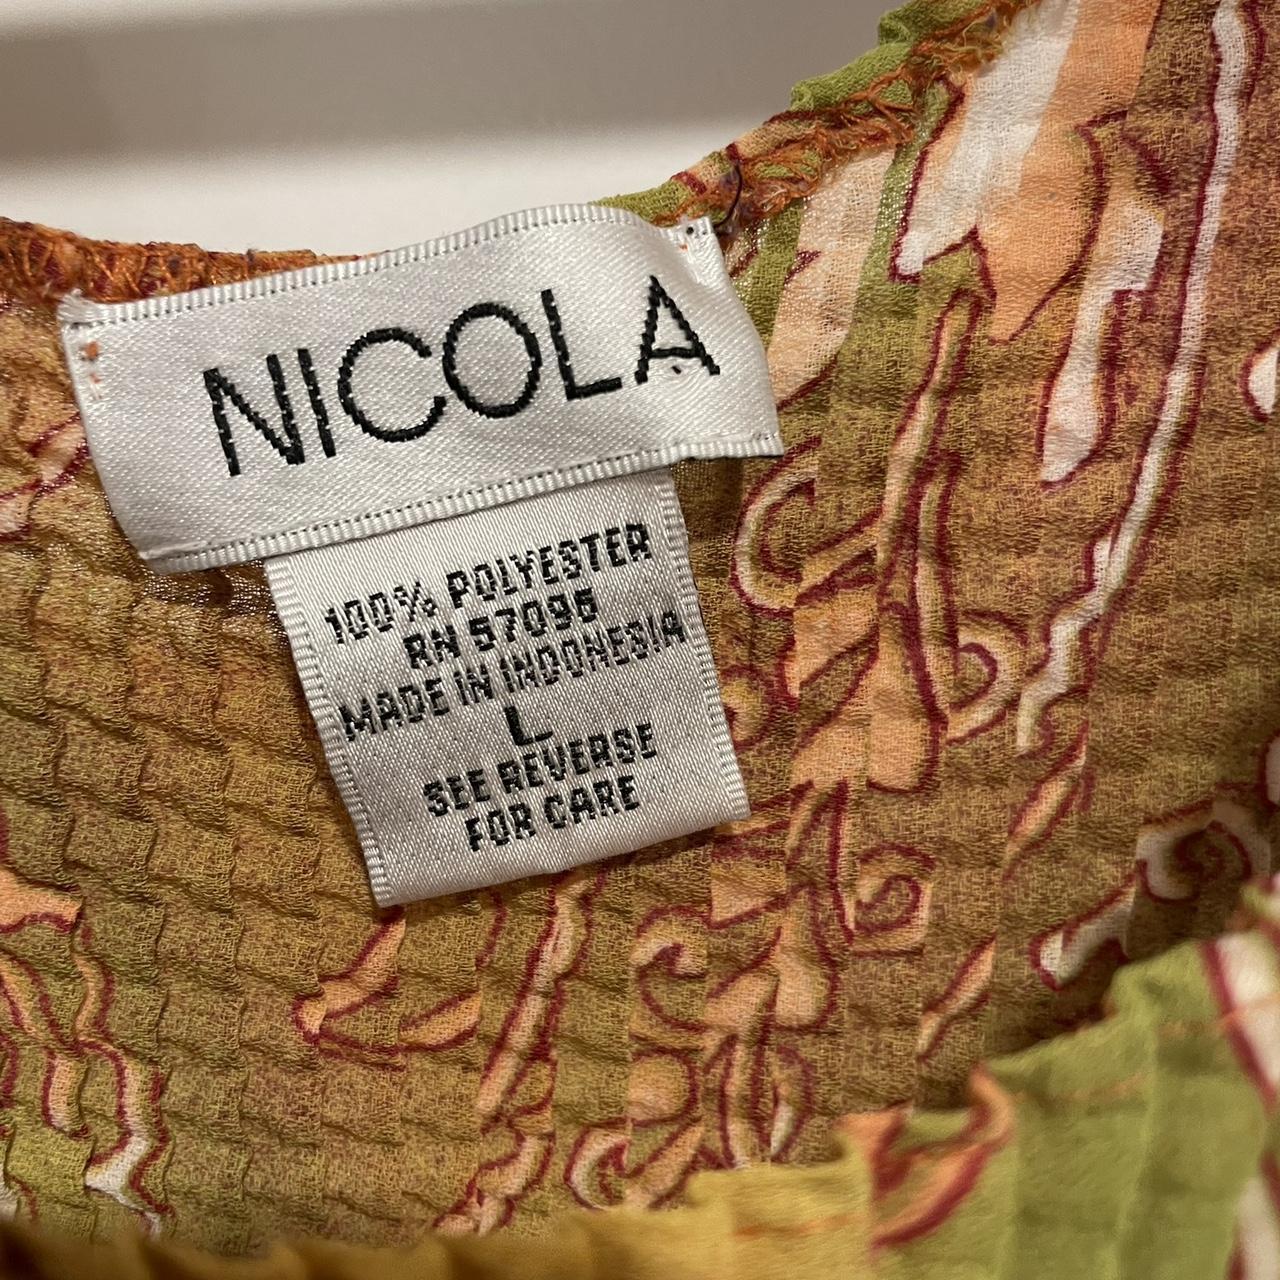 NICOLA
100% POLYESTER
RN 57096
MADE IN INDONESIA
L
SEE REVERSE
FOR CARE